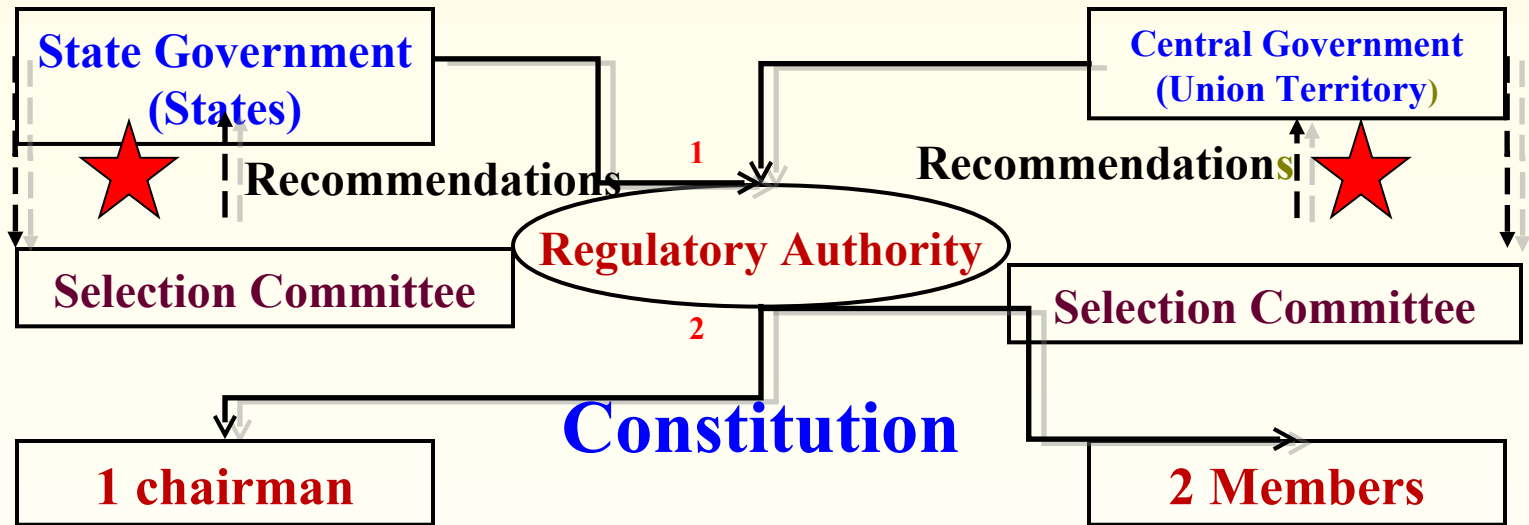 State Government
(States)
Central Government
(Union Territory)
Recommendations
1
Recommendations
Regulatory Authority
Selection Committee
Selection Committee
2
Constitution
1 chairman
2 Members